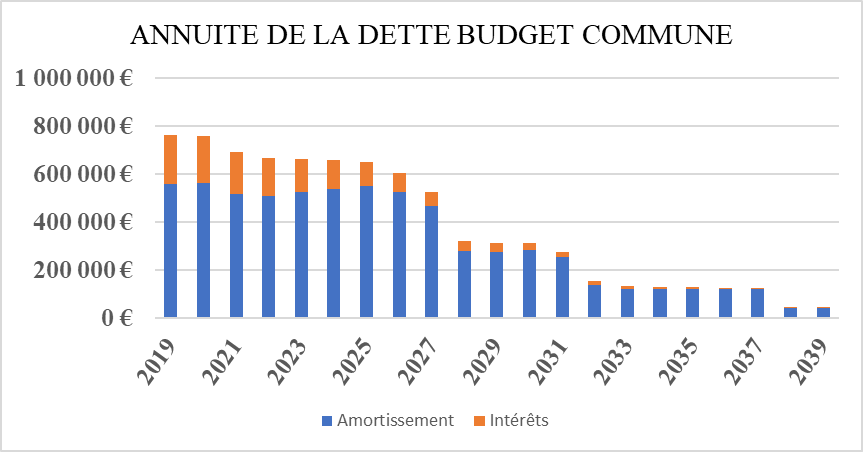 ANNUITE DE LA DETTE BUDGET COMMUNE
1 000 000 €
800 000 €
600 000 €
400 000 €
200 000 €
0 €
2019
2021
2023
2025
2027
2029
2031
2033
2035
2037
2039
Amortissement
Intérêts